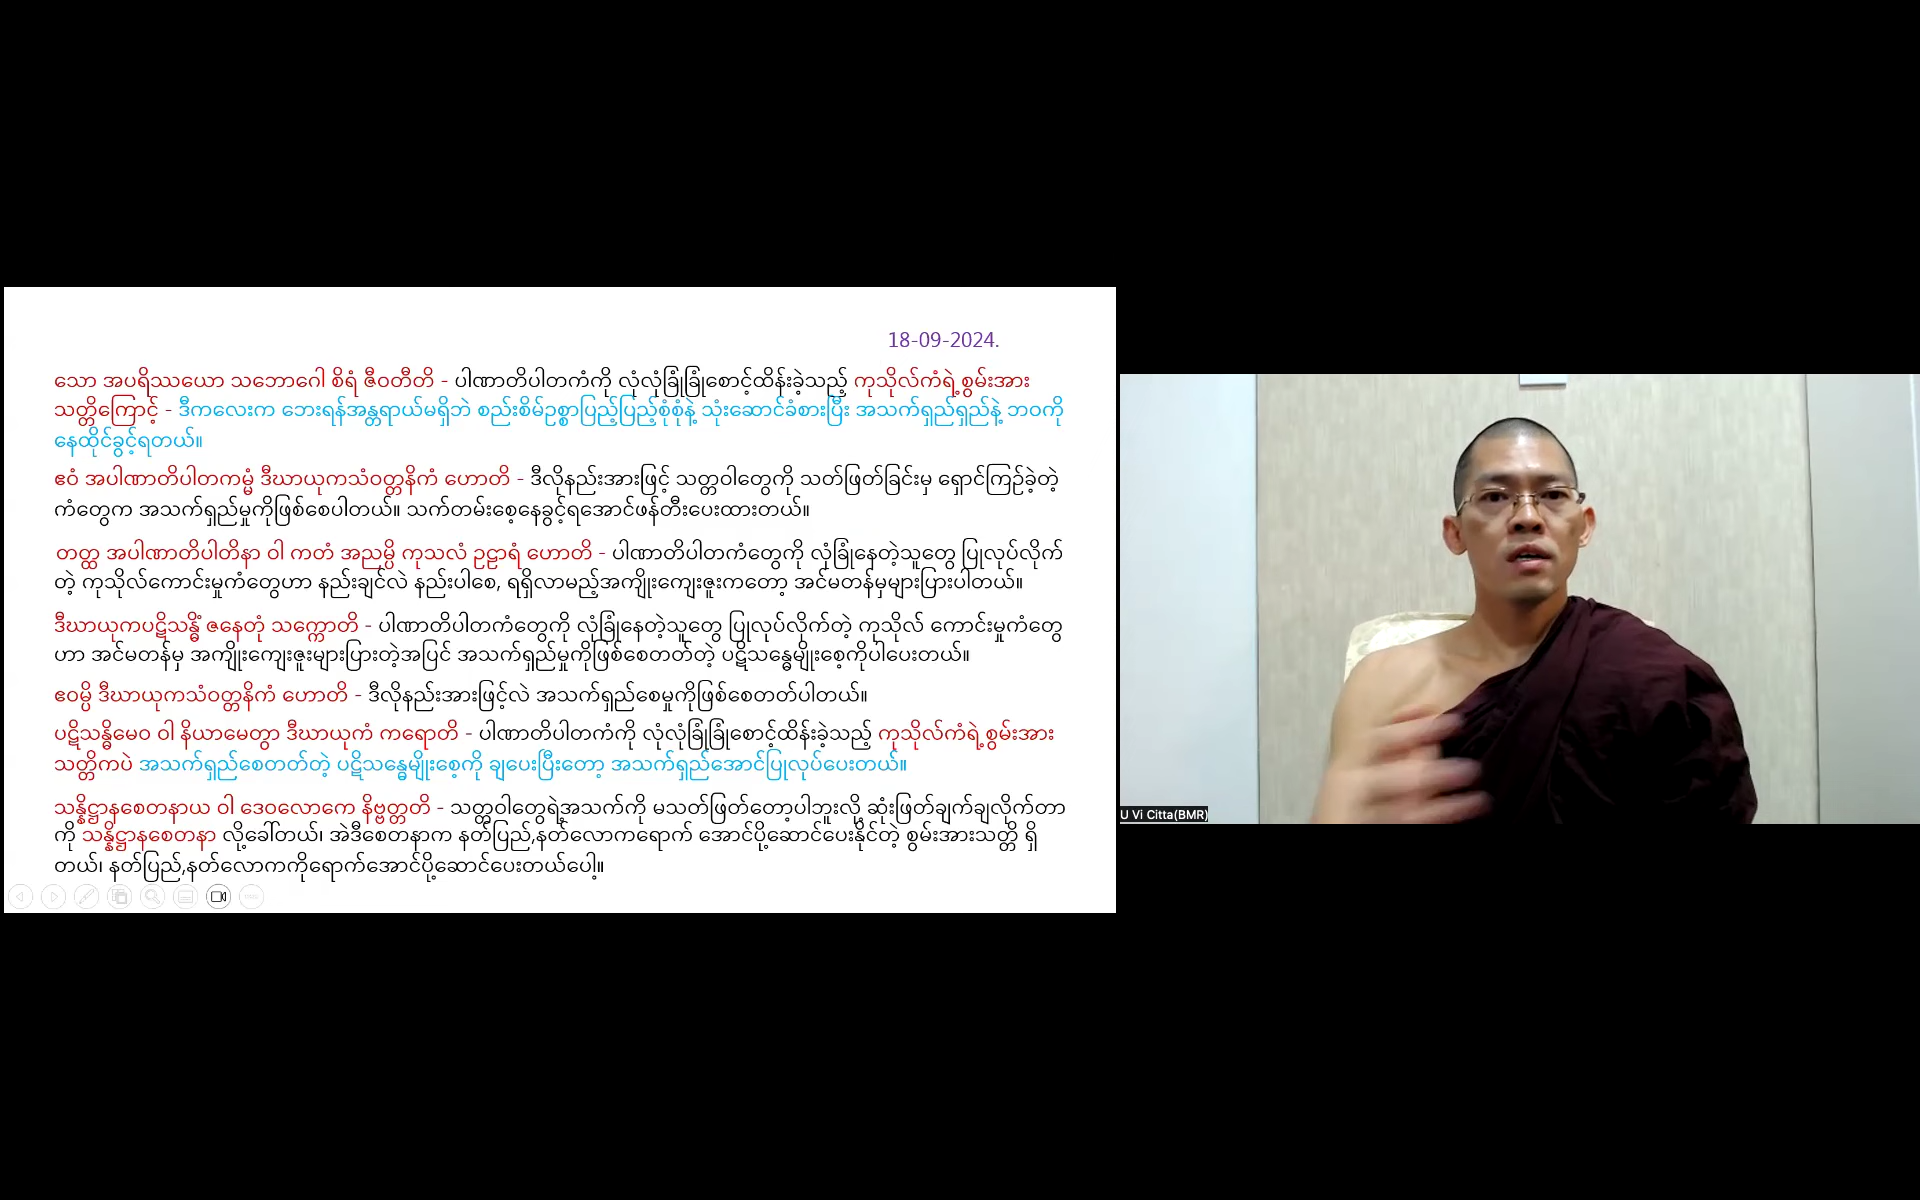 18-09-2024.
သော အပရိဿယော သဘောဂေါ စိရံ ဇီဝတီတိ - ပါဏာတိပါတကံကို လုံလုံခြုံခြုံစောင့်ထိန်းခဲ့သည့် ကုသိုလ်ကံရဲ့စွမ်းအား
သတ္တိကြောင့် - ဒီကလေးက ဘေးရန်အန္တရာယ်မရှိဘဲ စည်းစိမ်ဥစ္စာပြည့်ပြည့်စုံစုံနဲ့ သုံးဆောင်ခံစားပြီး အသက်ရှည်ရှည်နဲ့ ဘဝကို
နေထိုင်ခွင့်ရတယ်။
ဧဝံ အပါဏာတိပါတကမ္မံ ဒီဃာယုကသံဝတ္တနိကံ ဟောတိ - ဒီလိုနည်းအားဖြင့် သတ္တဝါတွေကို သတ်ဖြတ်ခြင်းမှ ရှောင်ကြဉ်ခဲ့တဲ့
ကံတွေက အသက်ရှည်မှုကိုဖြစ်စေပါတယ်။ သက်တမ်းစေ့နေခွင့်ရအောင်ဖန်တီးပေးထားတယ်။
တတ္ထ အပါဏာတိပါတိနာ ဝါ ကတံ အညမ္ပိ ကုသလံ ဥဠာရံ ဟောတိ - ပါဏာတိပါတကံတွေကို လုံခြုံနေတဲ့သူတွေ ပြုလုပ်လိုက်
တဲ့ ကုသိုလ်ကောင်းမှုကံတွေဟာ နည်းချင်လဲ နည်းပါစေ, ရရှိလာမည့်အကျိုးကျေးဇူးကတော့ အင်မတန်မှများပြားပါတယ်။
ဒီဃာယုကပဋိသန္ဓိံ ဇနေတုံ သက္ကောတိ - ပါဏာတိပါတကံတွေကို လုံခြုံနေတဲ့သူတွေ ပြုလုပ်လိုက်တဲ့ ကုသိုလ် ကောင်းမှုကံတွေ
ဟာ အင်မတန်မှ အကျိုးကျေးဇူးများပြားတဲ့အပြင် အသက်ရှည်မှုကိုဖြစ်စေတတ်တဲ့ ပဋိသန္ဓေမျိုးစေ့ကိုပါပေးတယ်။
ဧဝမ္ပိ ဒီဃာယုကသံဝတ္တနိကံ ဟောတိ - ဒီလိုနည်းအားဖြင့်လဲ အသက်ရှည်စေမှုကိုဖြစ်စေတတ်ပါတယ်။
ပဋိသန္ဓိမေဝ ဝါ နိယာမေတွာ ဒီဃာယုကံ ကရောတိ - ပါဏာတိပါတကံကို လုံလုံခြုံခြုံစောင့်ထိန်းခဲ့သည့် ကုသိုလ်ကံရဲ့စွမ်းအား
သတ္တိကပဲ အသက်ရှည်စေတတ်တဲ့ ပဋိသန္ဓေမျိုးစေ့ကို ချပေးပြီးတော့ အသက်ရှည်အောင်ပြုလုပ်ပေးတယ်။
သန္နိဋ္ဌာနစေတနာယ ဝါ ဒေဝလောကေ နိဗ္ဗတ္တတိ - သတ္တဝါတွေရဲ့အသက်ကို မသတ်ဖြတ်တော့ပါဘူးလို့ ဆုံးဖြတ်ချက်ချလိုက်တာ
ကို သန္နိဋ္ဌာနစေတနာ လို့ခေါ်တယ်၊ အဲဒီစေတနာက နတ်ပြည်,နတ်လောကရောက် အောင်ပို့ဆောင်ပေးနိုင်တဲ့ စွမ်းအားသတ္တိ ရှိ
တယ်၊ နတ်ပြည်,နတ်လောကကိုရောက်အောင်ပို့ဆောင်ပေးတယ်ပေါ့။
U Vi Citta(BMR)